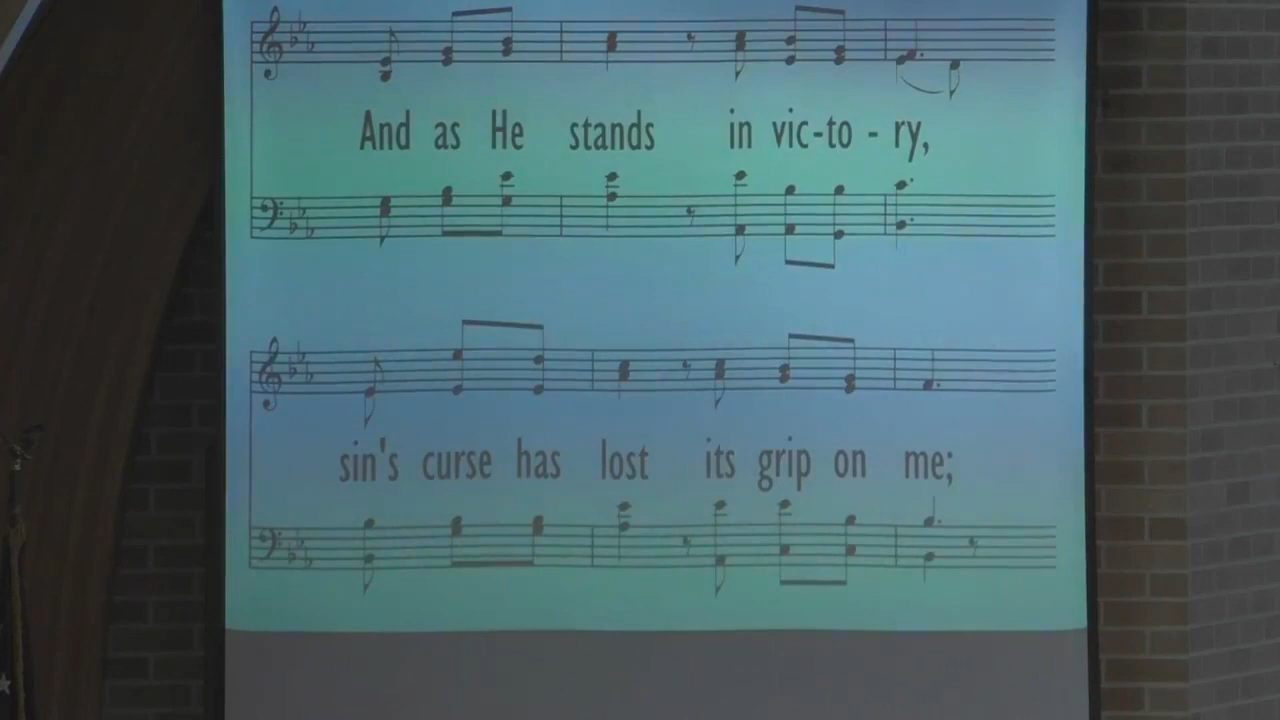 And as He stands in vic-to - ry,
sin's curse has lost its grip on me;